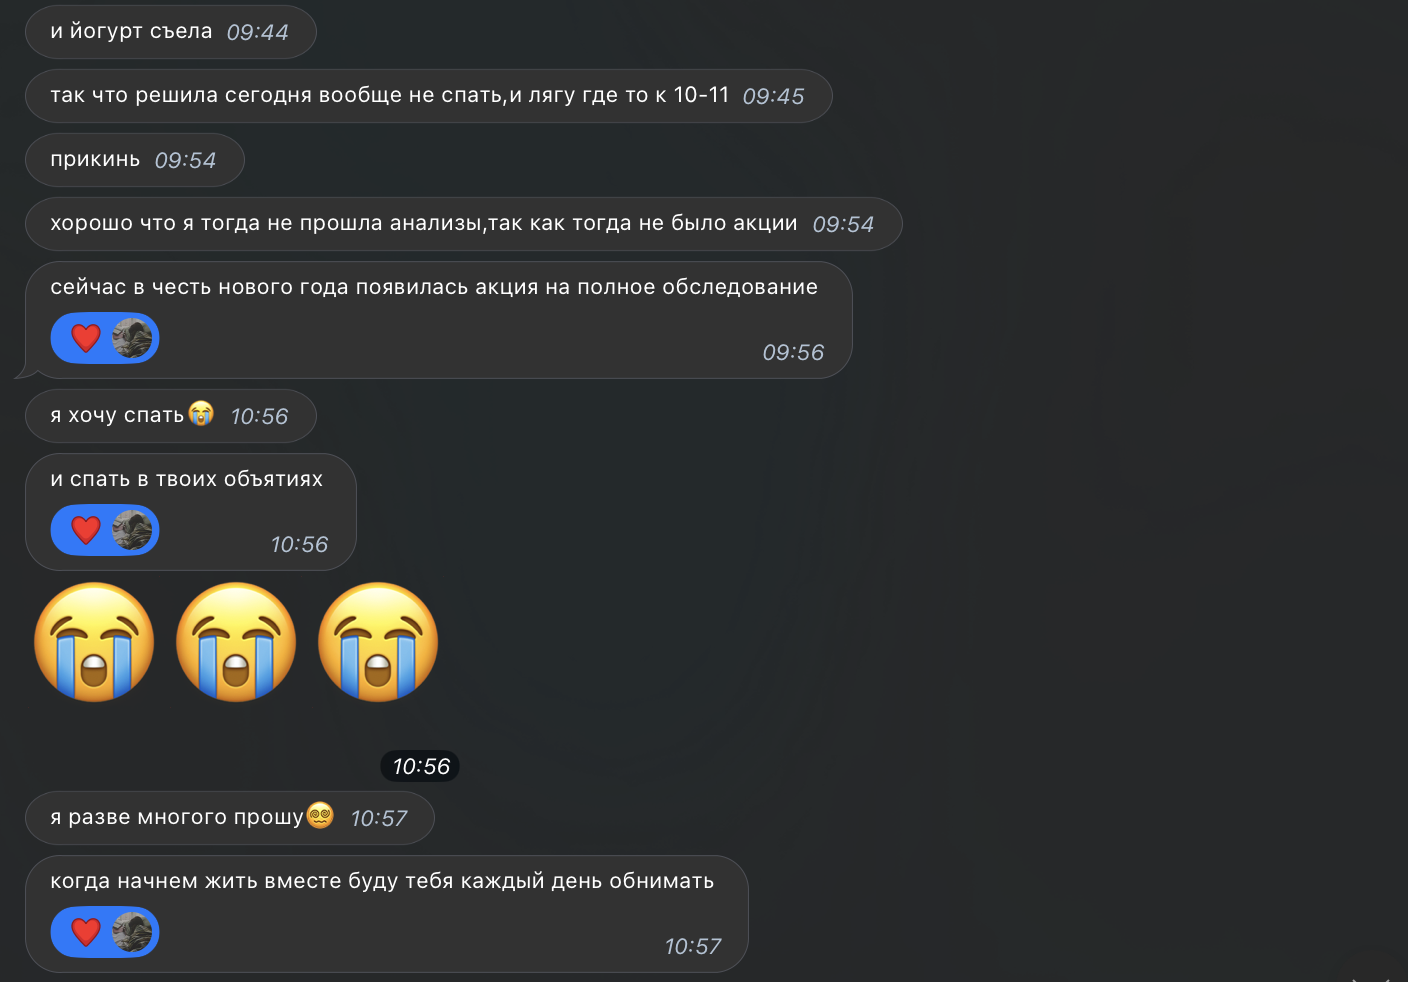 и йогурт съела 09:44
так что решила сегодня вообще не спать,и лягу где то к 10-11 09:45
прикинь 09:54
хорошо что я тогда не прошла анализы,так как тогда не было акции 09:54
сейчас в честь нового года появилась акция на полное обследование
09:56
я хочу спать😭 10:56
и спать в твоих объятиях
10:56
😭😭😭
10:56
я разве многого прошу😵‍💫 10:57
когда начнем жить вместе буду тебя каждый день обнимать
10:57